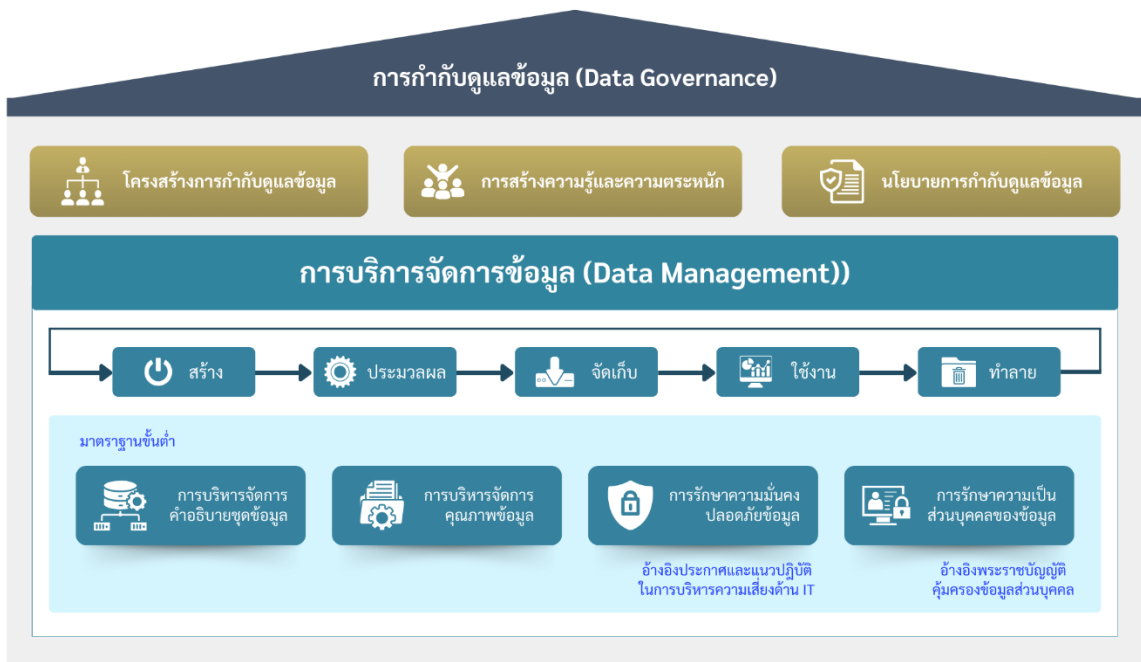 การกำกับดูแลข้อมูล (Data Governance)
โครงสร้างการกำกับดูแลข้อมูล
การสร้างความรู้และความตระหนัก
นโยบายการกำกับดูแลข้อมูล
การบริการจัดการข้อมูล (Data Management))
สร้าง
ประมวลผล
จัดเก็บ
ใช้งาน
ทำลาย
มาตราฐานขั้นต่ำ
การบริหารจัดการ
คำอธิบายชุดข้อมูล
การบริหารจัดการ
คุณภาพข้อมูล
การรักษาความมั่นคง
ปลอดภัยข้อมูล
การรักษาความเป็น
ส่วนบุคคลของข้อมูล
อ้างอิงประกาศและแนวปฏิบัติ
ในการบริหารความเสี่ยงด้าน IT
อ้างอิงพระราชบัญญัติ
คุ้มครองข้อมูลส่วนบุคคล